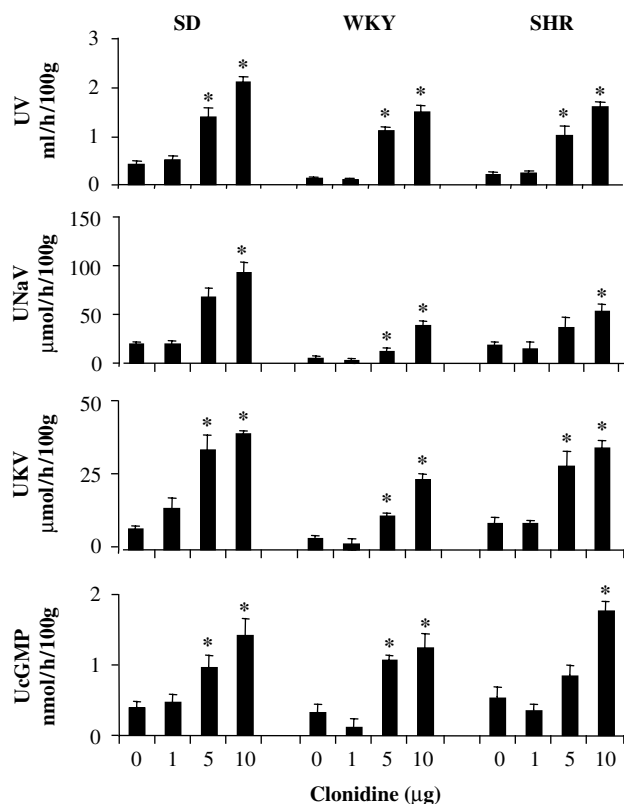 SD WKY SHR
UV
ml/h/100g
3
2
1
0
* * * * * *
UNaV
μmol/h/100g
150
100
50
0
* * * *
UKV
μmol/h/100g
50
25
0
* * * * * *
UcGMP
nmol/h/100g
2
1
0
* * * * *
0 1 5 10 0 1 5 10 0 1 5 10
Clonidine (μg)